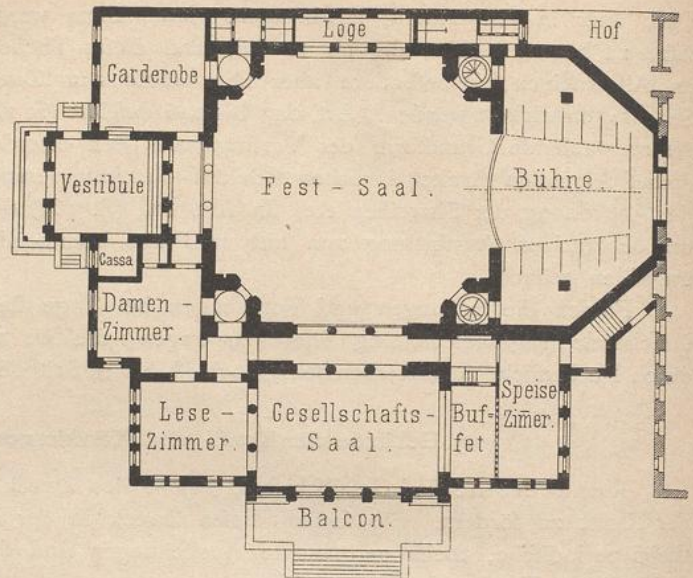 Loge
Hof
Garderobe
Vestibule
Fest-Saal.
Bühne.
Cassa
Damen-
Zimmer.
Lese-
Zimmer.
Gesellschafts-
Saal.
Buf-
fet
Speise
Zim̅er.
Balcon.